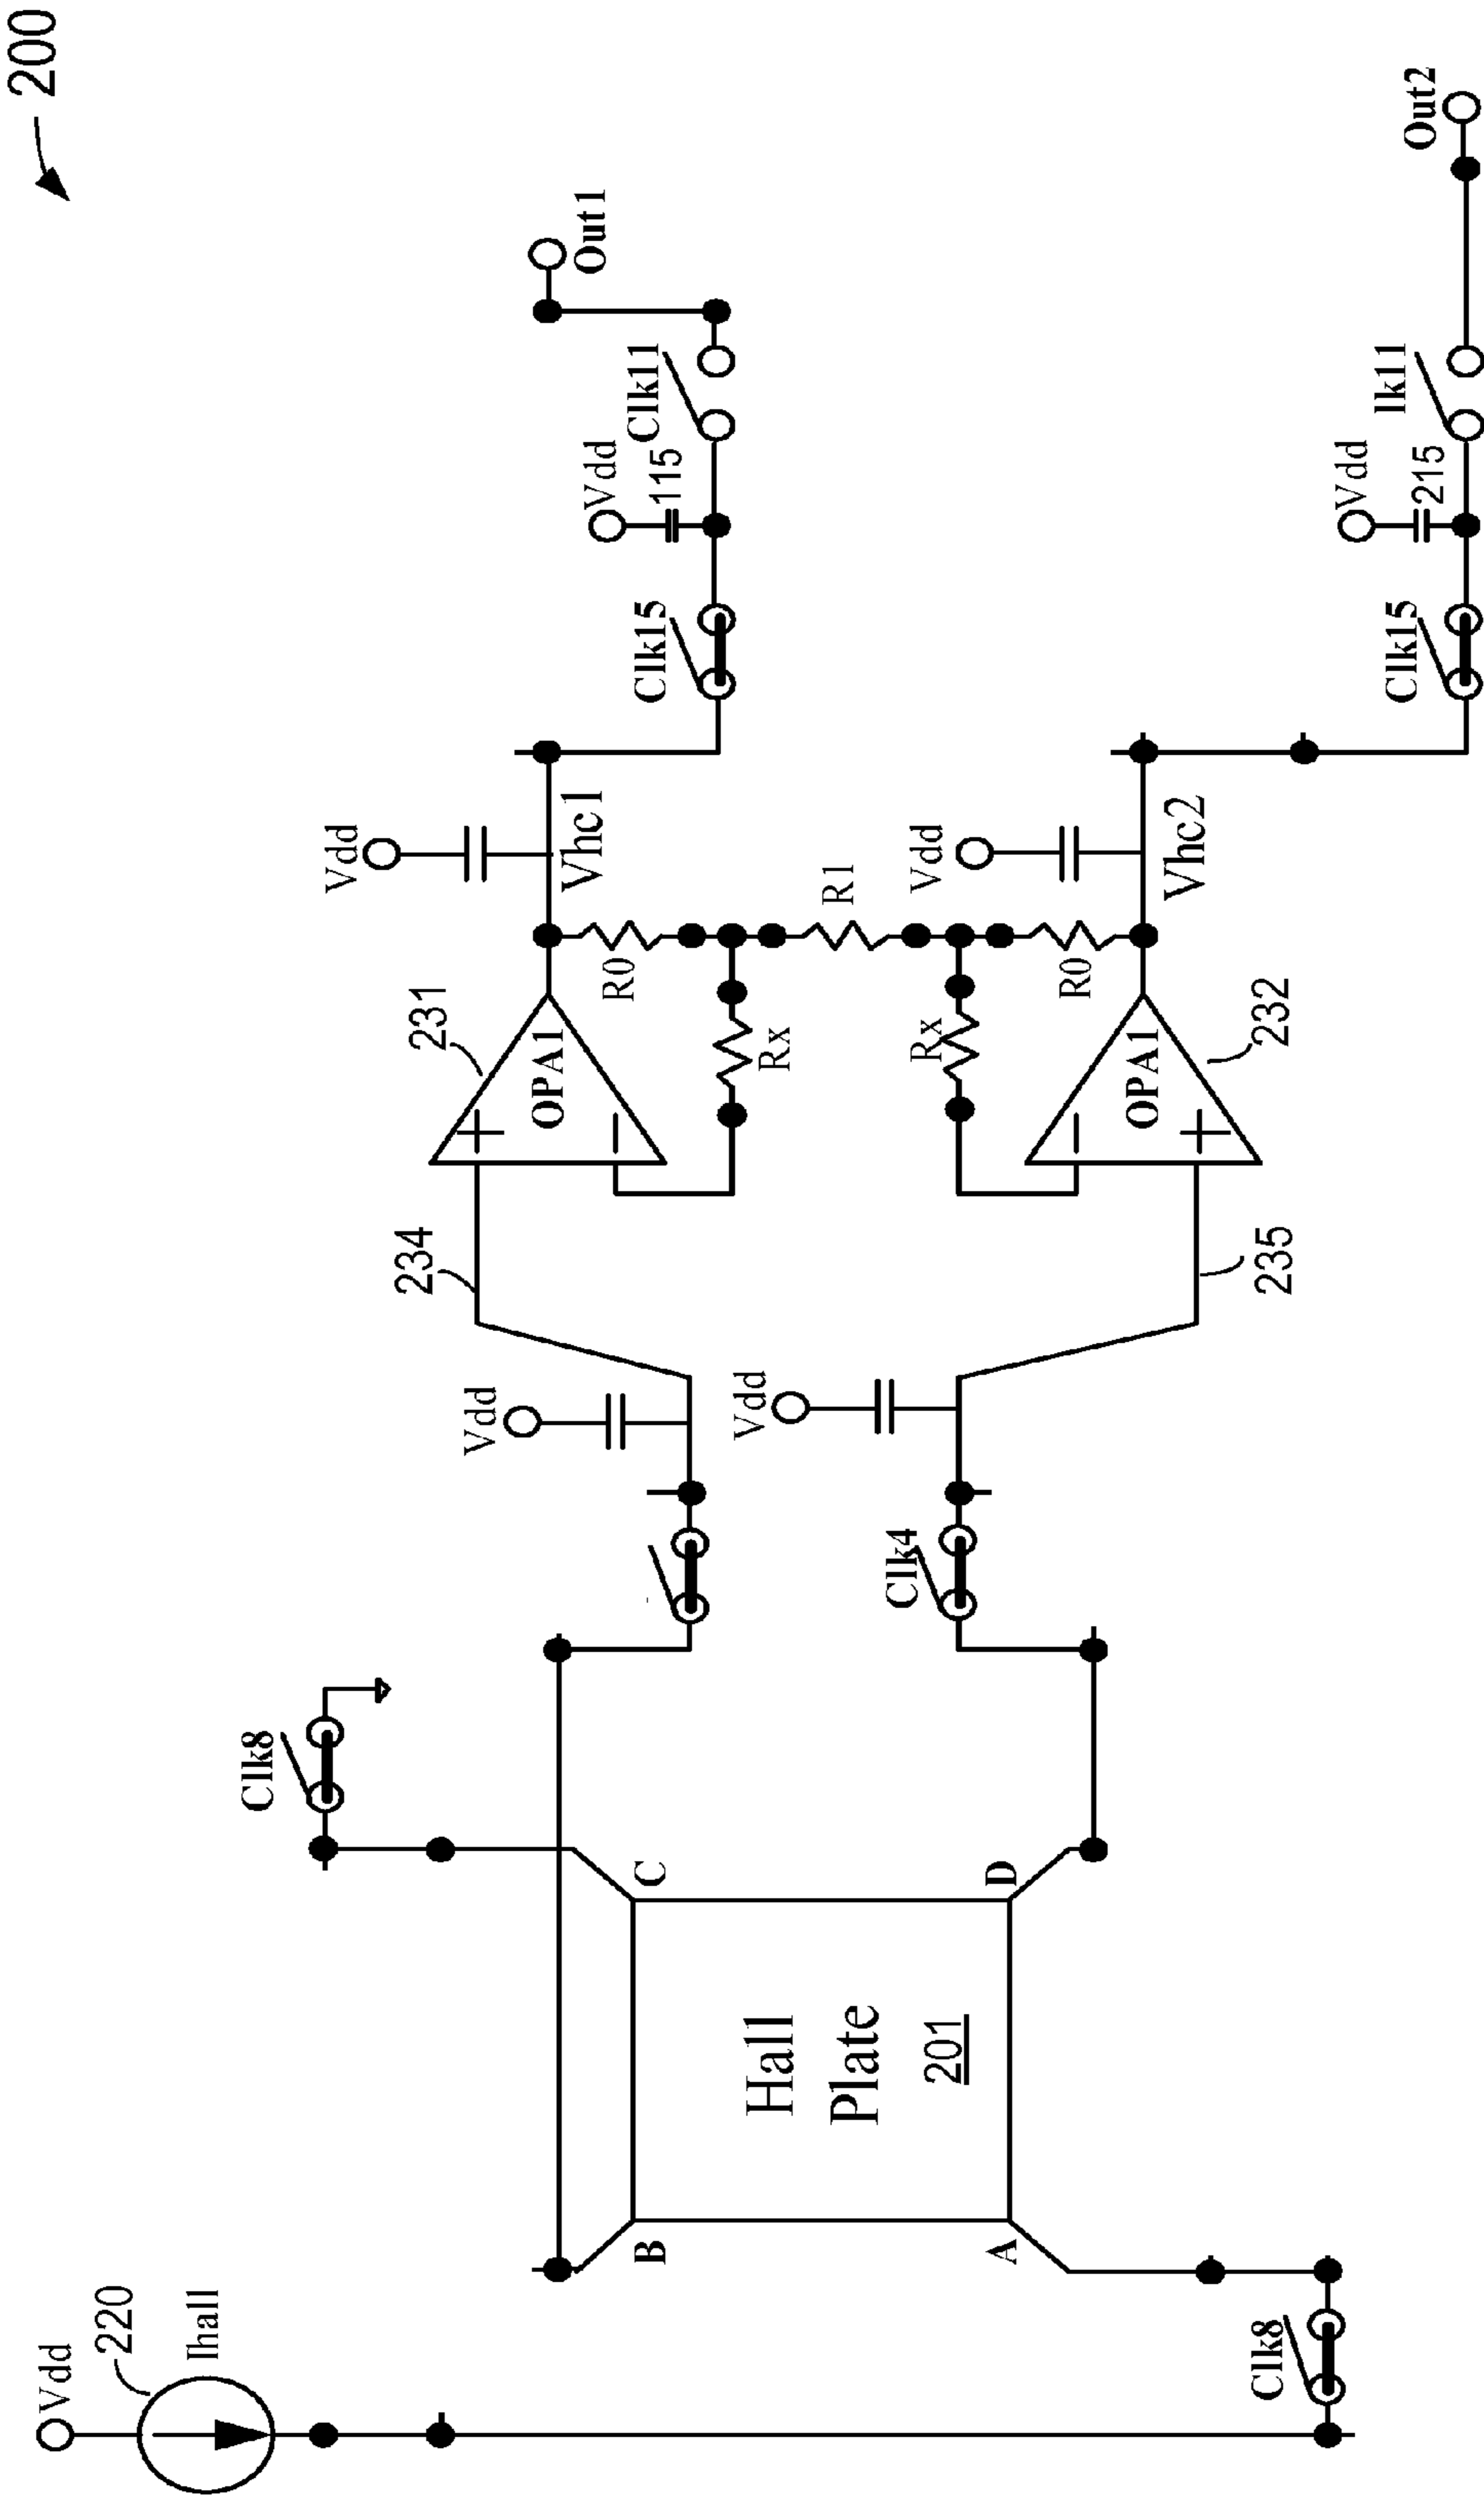 200
Vdd
220
Ihall
Clk8
Vdd
234
231
Vdd
Vhc1
Clk15
Vdd
115
Clk11
Out1
B
C
Hall
Plate
201
A
D
OPA1
R0
Rx
R1
Clk4
Vdd
Rx
R0
Vdd
OPA1
Vhc2
235
232
Clk8
Clk15
Vdd
215
lk11
Out2